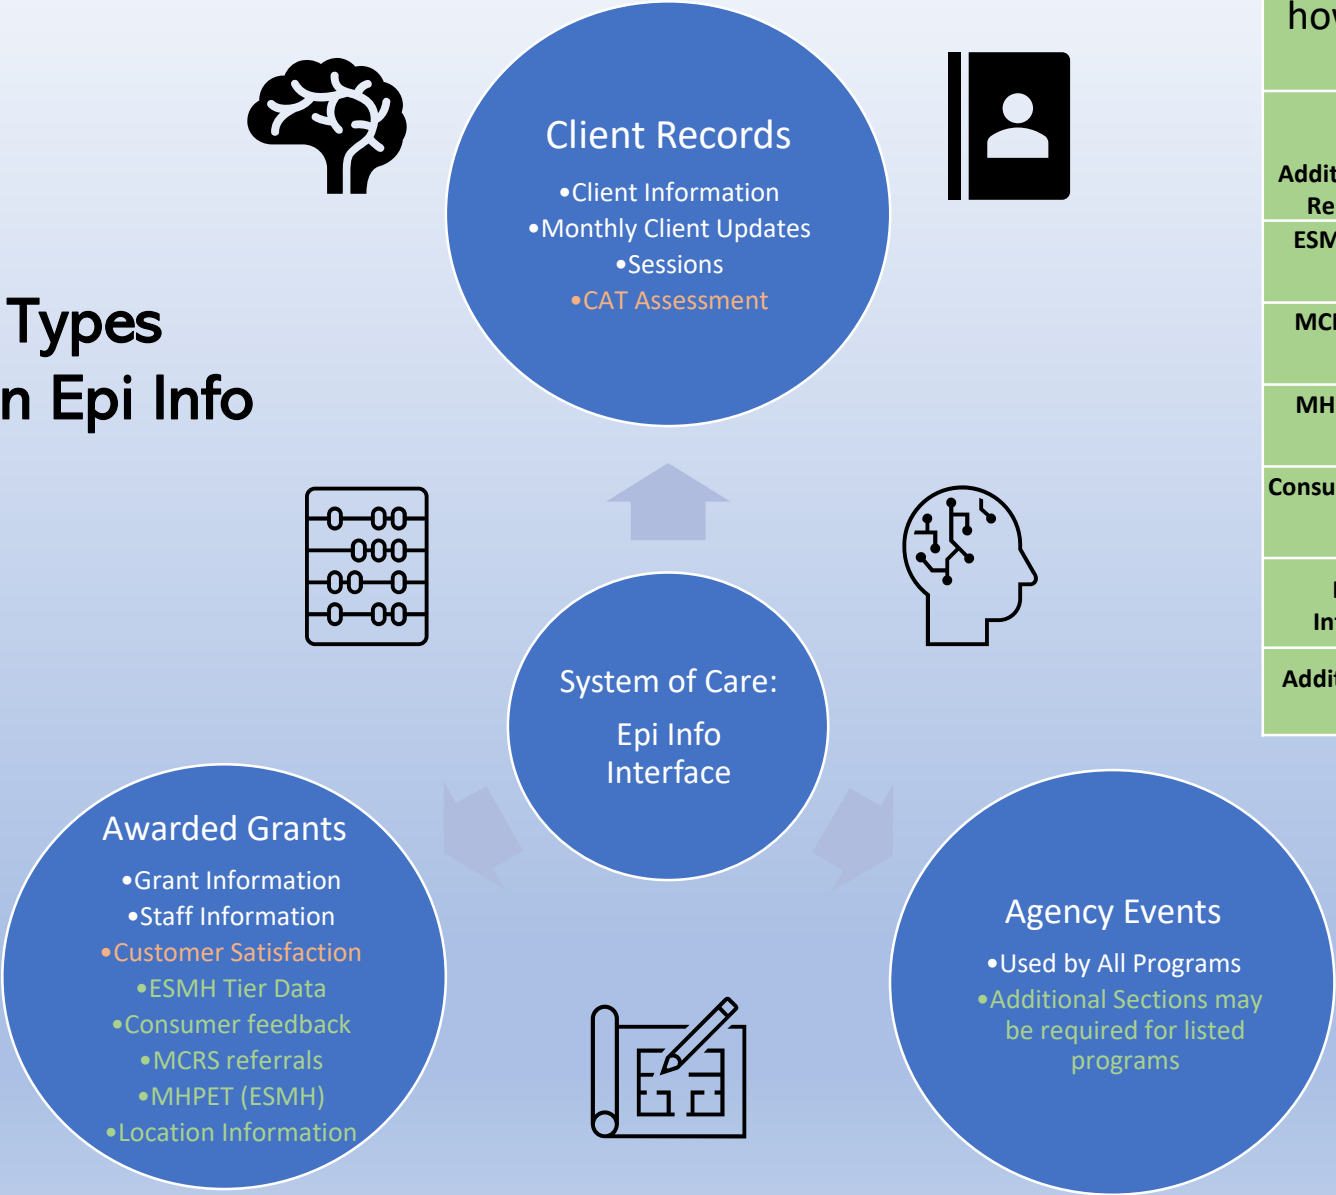 Client Records
•Client Information
•Monthly Client Updates
•Sessions
•CAT Assessment
Types
n Epi Info
System of Care:
Epi Info
Interface
Awarded Grants
•Grant Information
•Staff Information
•Customer Satisfaction
•ESMH Tier Data
•Consumer feedback
•MCRS referrals
•MHPET (ESMH)
•Location Information
Agency Events
•Used by All Programs
•Additional Sections may
be required for listed
programs
hov
Addit
Re
ESM
MC
MH
Consu
In
Addit